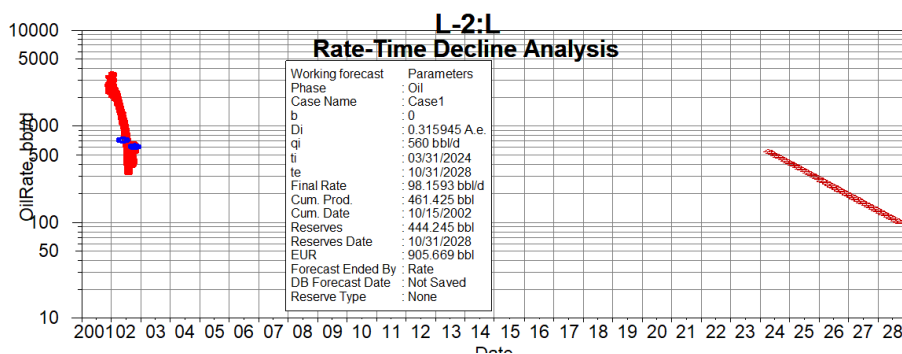 L-2:L
Rate-Time Decline Analysis
10000
1000
500
100
50
10
OilRate, bbl/d
Working forecast Parameters
Phase : Oil
Case Name : Case1
b : 0
Di : 0.315945 A.e.
qi : 560 bbl/d
ti : 03/31/2024
te : 10/31/2028
Final Rate : 98.1593 bbl/d
Cum. Prod. : 461.425 bbl
Cum. Date : 10/15/2002
Reserves : 444.245 bbl
Reserves Date : 10/31/2028
EUR : 905.669 bbl
Forecast Ended By : Rate
DB Forecast Date : Not Saved
Reserve Type : None
2001 02 03 04 05 06 07 08 09 10 11 12 13 14 15 16 17 18 19 20 21 22 23 24 25 26 27 28
Date